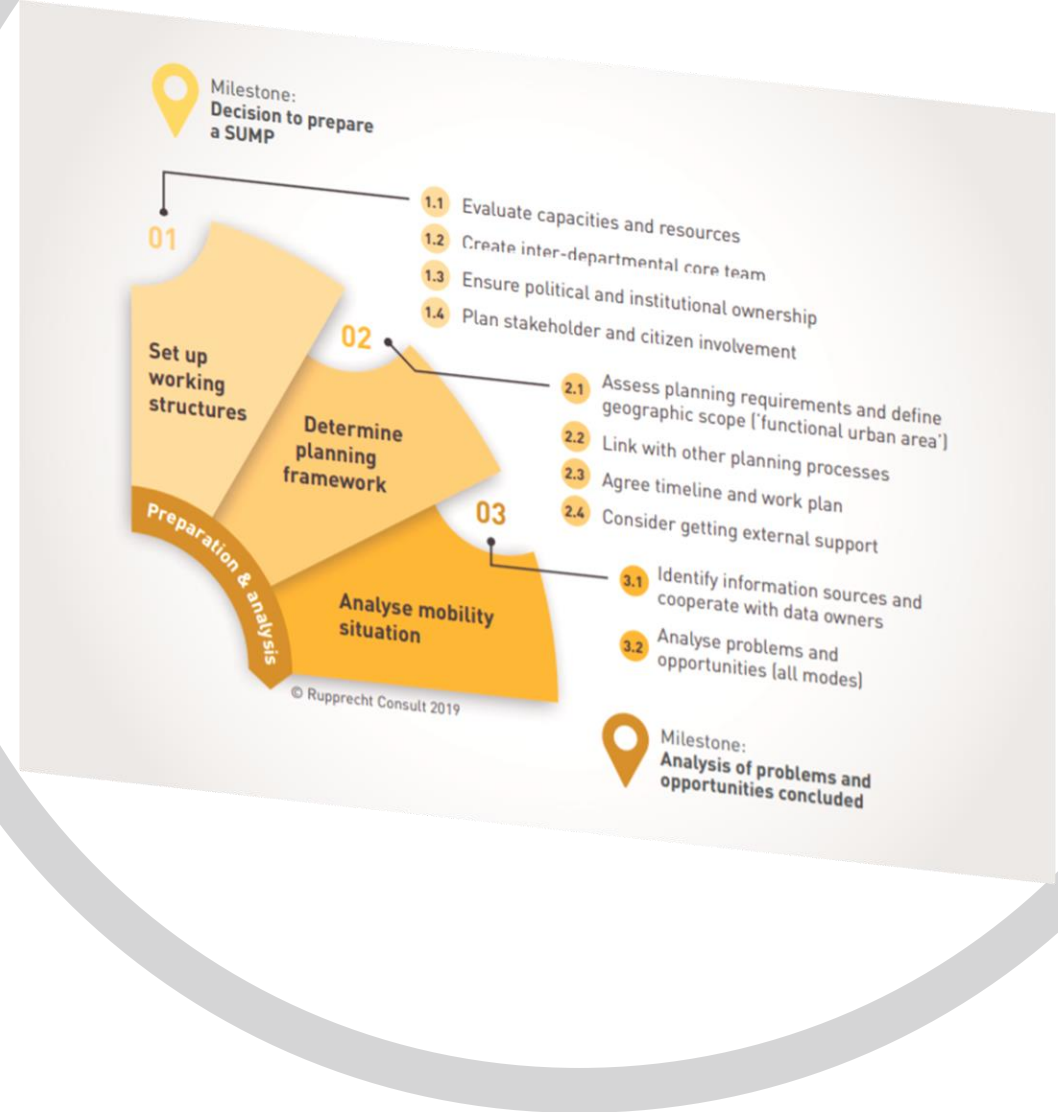 Milestone:
Decision to prepare
a SUMP
01
1.1 Evaluate capacities and resources
1.2 Create inter-departmental core team
1.3 Ensure political and institutional ownership
1.4 Plan stakeholder and citizen involvement
Set up
working
structures
02
2.1 Assess planning requirements and define
geographic scope (‘functional urban area’)
2.2 Link with other planning processes
2.3 Agree timeline and work plan
2.4 Consider getting external support
Determine
planning
framework
03
3.1 Identify information sources and
cooperate with data owners
3.2 Analyse problems and
opportunities (all modes)
Analyse mobility
situation
Preparation & analysis
© Rupprecht Consult 2019
Milestone:
Analysis of problems and
opportunities concluded